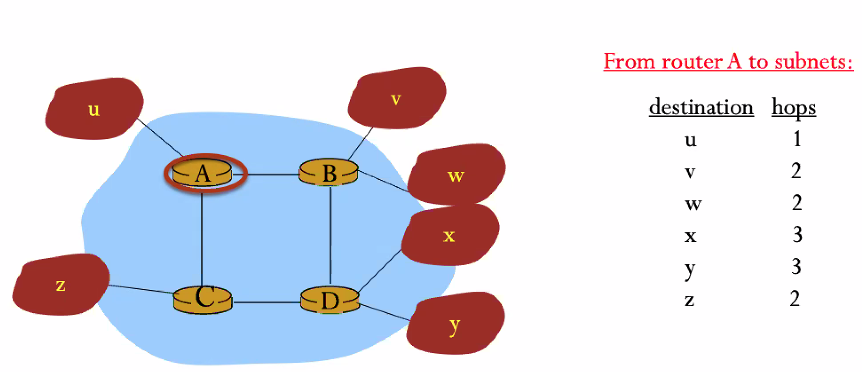 From router A to subnets:
destination hops
u 1
v 2
w 2
x 3
y 3
z 2
u
v
A
B
w
x
z
C
D
y